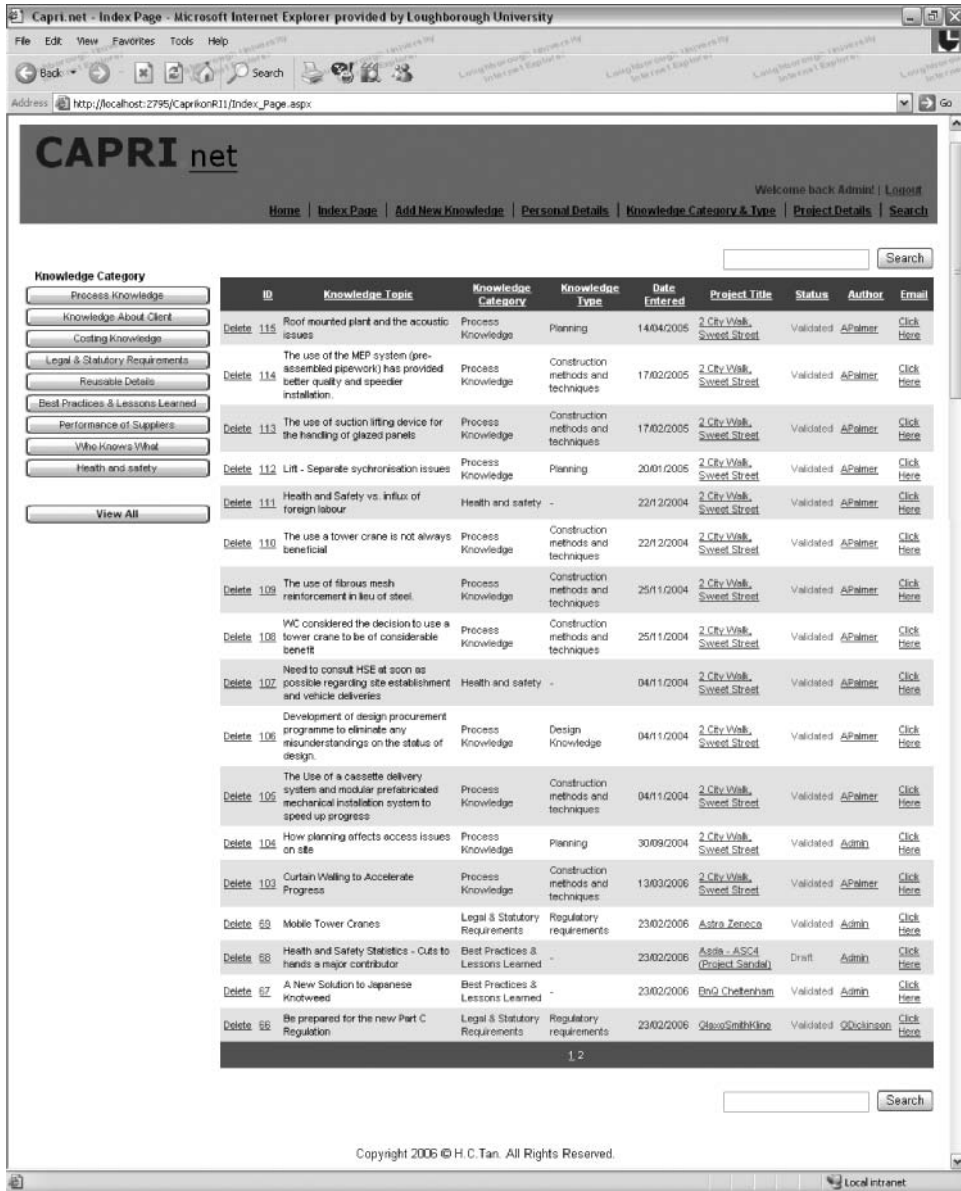 Capri.net - Index Page - Microsoft Internet Explorer provided by Loughborough University
File Edit View Favorites Tools Help
Back Search
Address http://localhost:2795/CaprikonRI1/Index_Page.aspx Go
CAPRI net
Welcome back Admin! | Logout
Home | Index Page | Add New Knowledge | Personal Details | Knowledge Category & Type | Project Details | Search
Search
Knowledge Category
Process Knowledge
Knowledge About Client
Costing Knowledge
Legal & Statutory Requirements
Reusable Details
Best Practices & Lessons Learned
Performance of Suppliers
Who Knows What
Health and safety
View All
ID Knowledge Topic Knowledge Category Knowledge Type Date Entered Project Title Status Author Email
Delete 115 Roof mounted plant and the acoustic issues Process Knowledge Planning 14/04/2005 2 City Walk, Sweet Street Validated APalmer Click Here
Delete 114 The use of the MEP system (pre-assembled pipework) has provided better quality and speedier installation. Process Knowledge Construction methods and techniques 17/02/2005 2 City Walk, Sweet Street Validated APalmer Click Here
Delete 113 The use of suction lifting device for the handling of glazed panels Process Knowledge Construction methods and techniques 17/02/2005 2 City Walk, Sweet Street Validated APalmer Click Here
Delete 112 Lift - Separate sychronisation issues Process Knowledge Planning 20/01/2005 2 City Walk, Sweet Street Validated APalmer Click Here
Delete 111 Health and Safety vs. influx of foreign labour Health and safety - 22/12/2004 2 City Walk, Sweet Street Validated APalmer Click Here
Delete 110 The use a tower crane is not always beneficial Process Knowledge Construction methods and techniques 22/12/2004 2 City Walk, Sweet Street Validated APalmer Click Here
Delete 109 The use of fibrous mesh reinforcement in lieu of steel. Process Knowledge Construction methods and techniques 25/11/2004 2 City Walk, Sweet Street Validated APalmer Click Here
Delete 108 WC considered the decision to use a tower crane to be of considerable benefit Process Knowledge Construction methods and techniques 25/11/2004 2 City Walk, Sweet Street Validated APalmer Click Here
Delete 107 Need to consult HSE at soon as possible regarding site establishment and vehicle deliveries Health and safety - 04/11/2004 2 City Walk, Sweet Street Validated APalmer Click Here
Delete 106 Development of design procurement programme to eliminate any misunderstandings on the status of design. Process Knowledge Design Knowledge 04/11/2004 2 City Walk, Sweet Street Validated APalmer Click Here
Delete 105 The Use of a cassette delivery system and modular prefabricated mechanical installation system to speed up progress Process Knowledge Construction methods and techniques 04/11/2004 2 City Walk, Sweet Street Validated APalmer Click Here
Delete 104 How planning affects access issues on site Process Knowledge Planning 30/09/2004 2 City Walk, Sweet Street Validated Admin Click Here
Delete 103 Curtain Walling to Accelerate Progress Process Knowledge Construction methods and techniques 13/03/2006 2 City Walk, Sweet Street Validated APalmer Click Here
Delete 69 Mobile Tower Cranes Legal & Statutory Requirements Regulatory requirements 23/02/2006 Astra Zeneca Validated Admin Click Here
Delete 68 Health and Safety Statistics - Cuts to hands a major contributor Best Practices & Lessons Learned - 23/02/2006 Asda - ASC4 (Project Sandal) Draft Admin Click Here
Delete 67 A New Solution to Japanese Knotweed Best Practices & Lessons Learned - 23/02/2006 BnQ Cheltenham Validated Admin Click Here
Delete 66 Be prepared for the new Part C Regulation Legal & Statutory Requirements Regulatory requirements 23/02/2006 GlaxoSmithKline Validated ODickinson Click Here
1 2
Search
Copyright 2006 © H.C.Tan. All Rights Reserved.
Local intranet